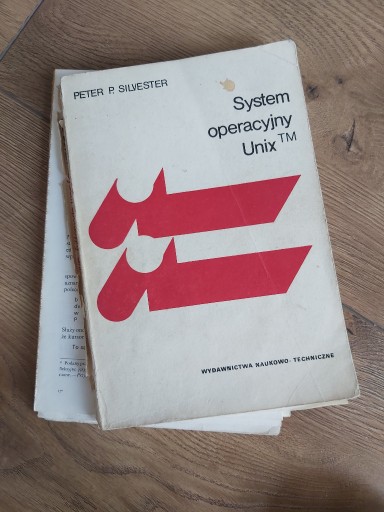 PETER P. SILVESTER
System
operacyjny
Unix™
WYDAWNICTWA NAUKOWO-TECHNICZNE